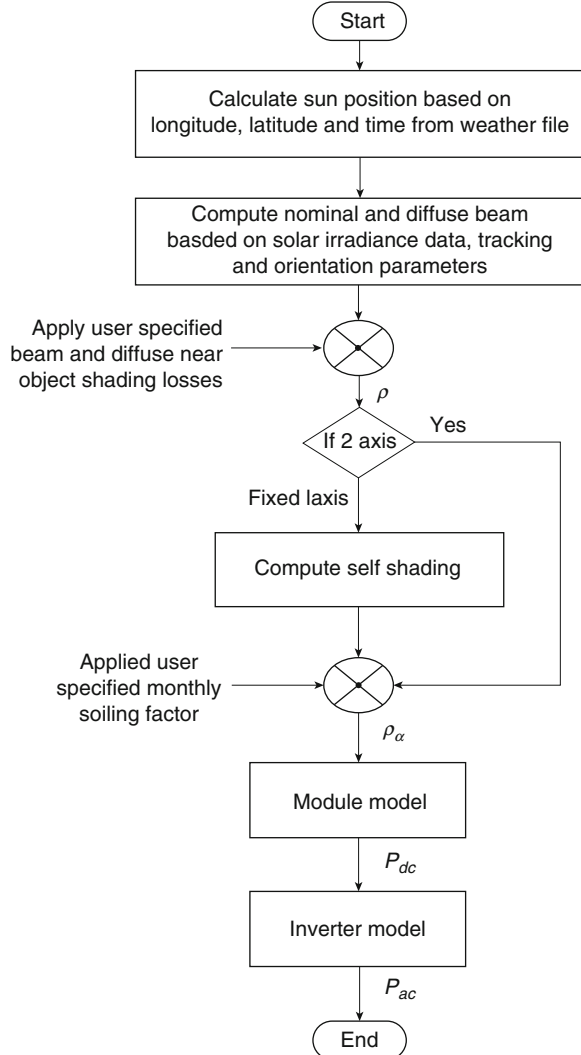 Start
Calculate sun position based on
longitude, latitude and time from weather file
Compute nominal and diffuse beam
basded on solar irradiance data, tracking
and orientation parameters
Apply user specified
beam and diffuse near
object shading losses
ρ
If 2 axis
Yes
Fixed laxis
Compute self shading
Applied user
specified monthly
soiling factor
ρα
Module model
Pdc
Inverter model
Pac
End